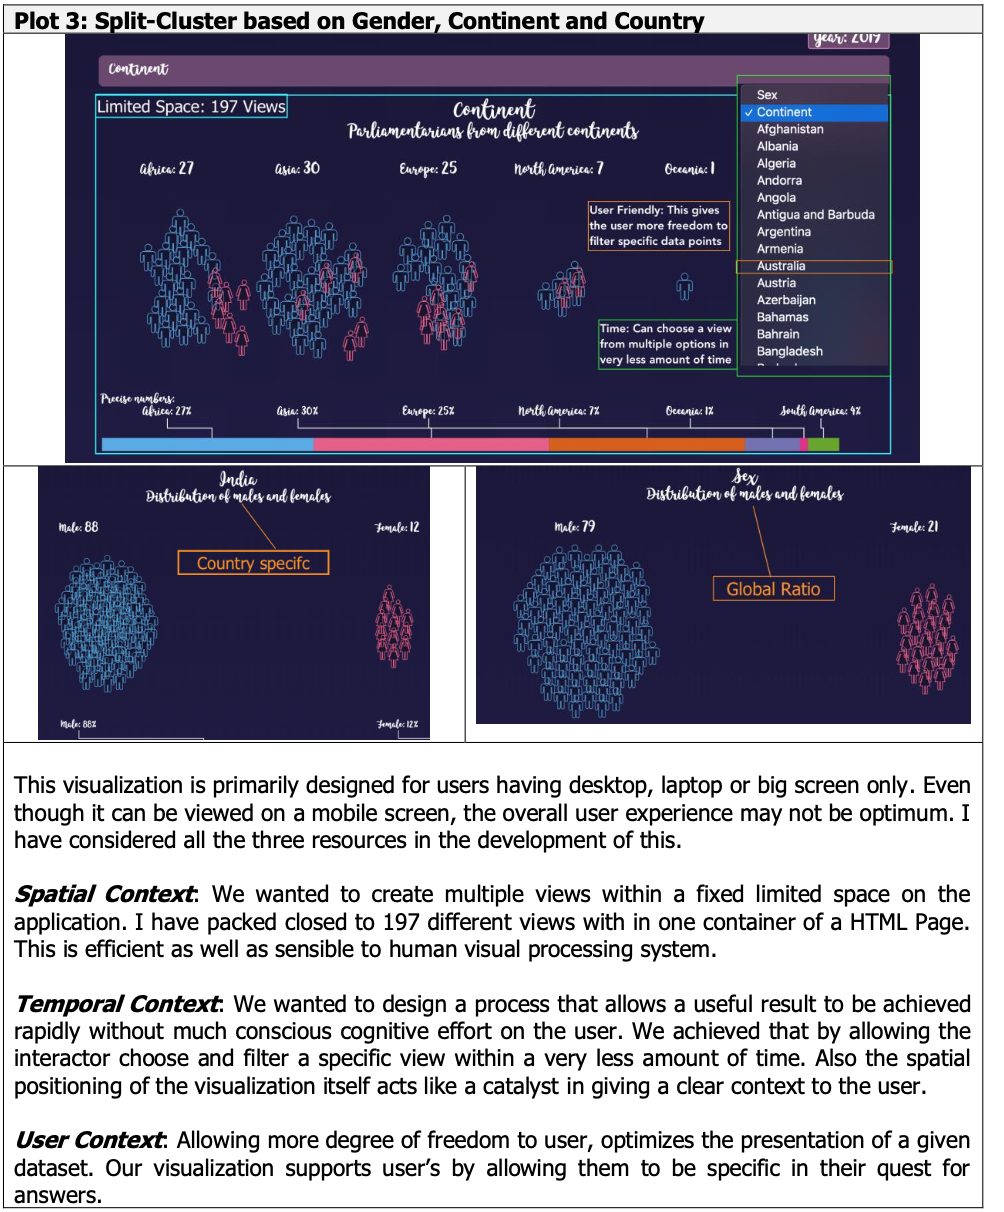 Plot 3: Split-Cluster based on Gender, Continent and Country
Year: 2019
Continent
Limited Space: 197 Views
Continent
Parliamentarians from different continents
Africa: 27
Asia: 30
Europe: 25
North America: 7
Oceania: 1
Sex
✓ Continent
Afghanistan
Albania
Algeria
Andorra
Angola
Antigua and Barbuda
Argentina
Armenia
Australia
Austria
Azerbaijan
Bahamas
Bahrain
Bangladesh
User Friendly: This gives
the user more freedom to
filter specific data points
Time: Can choose a view
from multiple options in
very less amount of time
Precise numbers:
Africa: 27%
Asia: 30%
Europe: 25%
North America: 7%
Oceania: 1%
South America: 4%
India
Distribution of males and females
Male: 88
Female: 12
Country specifc
Male: 88%
Female: 12%
Sex
Distribution of males and females
Male: 79
Female: 21
Global Ratio
This visualization is primarily designed for users having desktop, laptop or big screen only. Even
though it can be viewed on a mobile screen, the overall user experience may not be optimum. I
have considered all the three resources in the development of this.
Spatial Context: We wanted to create multiple views within a fixed limited space on the
application. I have packed closed to 197 different views with in one container of a HTML Page.
This is efficient as well as sensible to human visual processing system.
Temporal Context: We wanted to design a process that allows a useful result to be achieved
rapidly without much conscious cognitive effort on the user. We achieved that by allowing the
interactor choose and filter a specific view within a very less amount of time. Also the spatial
positioning of the visualization itself acts like a catalyst in giving a clear context to the user.
User Context: Allowing more degree of freedom to user, optimizes the presentation of a given
dataset. Our visualization supports user's by allowing them to be specific in their quest for
answers.